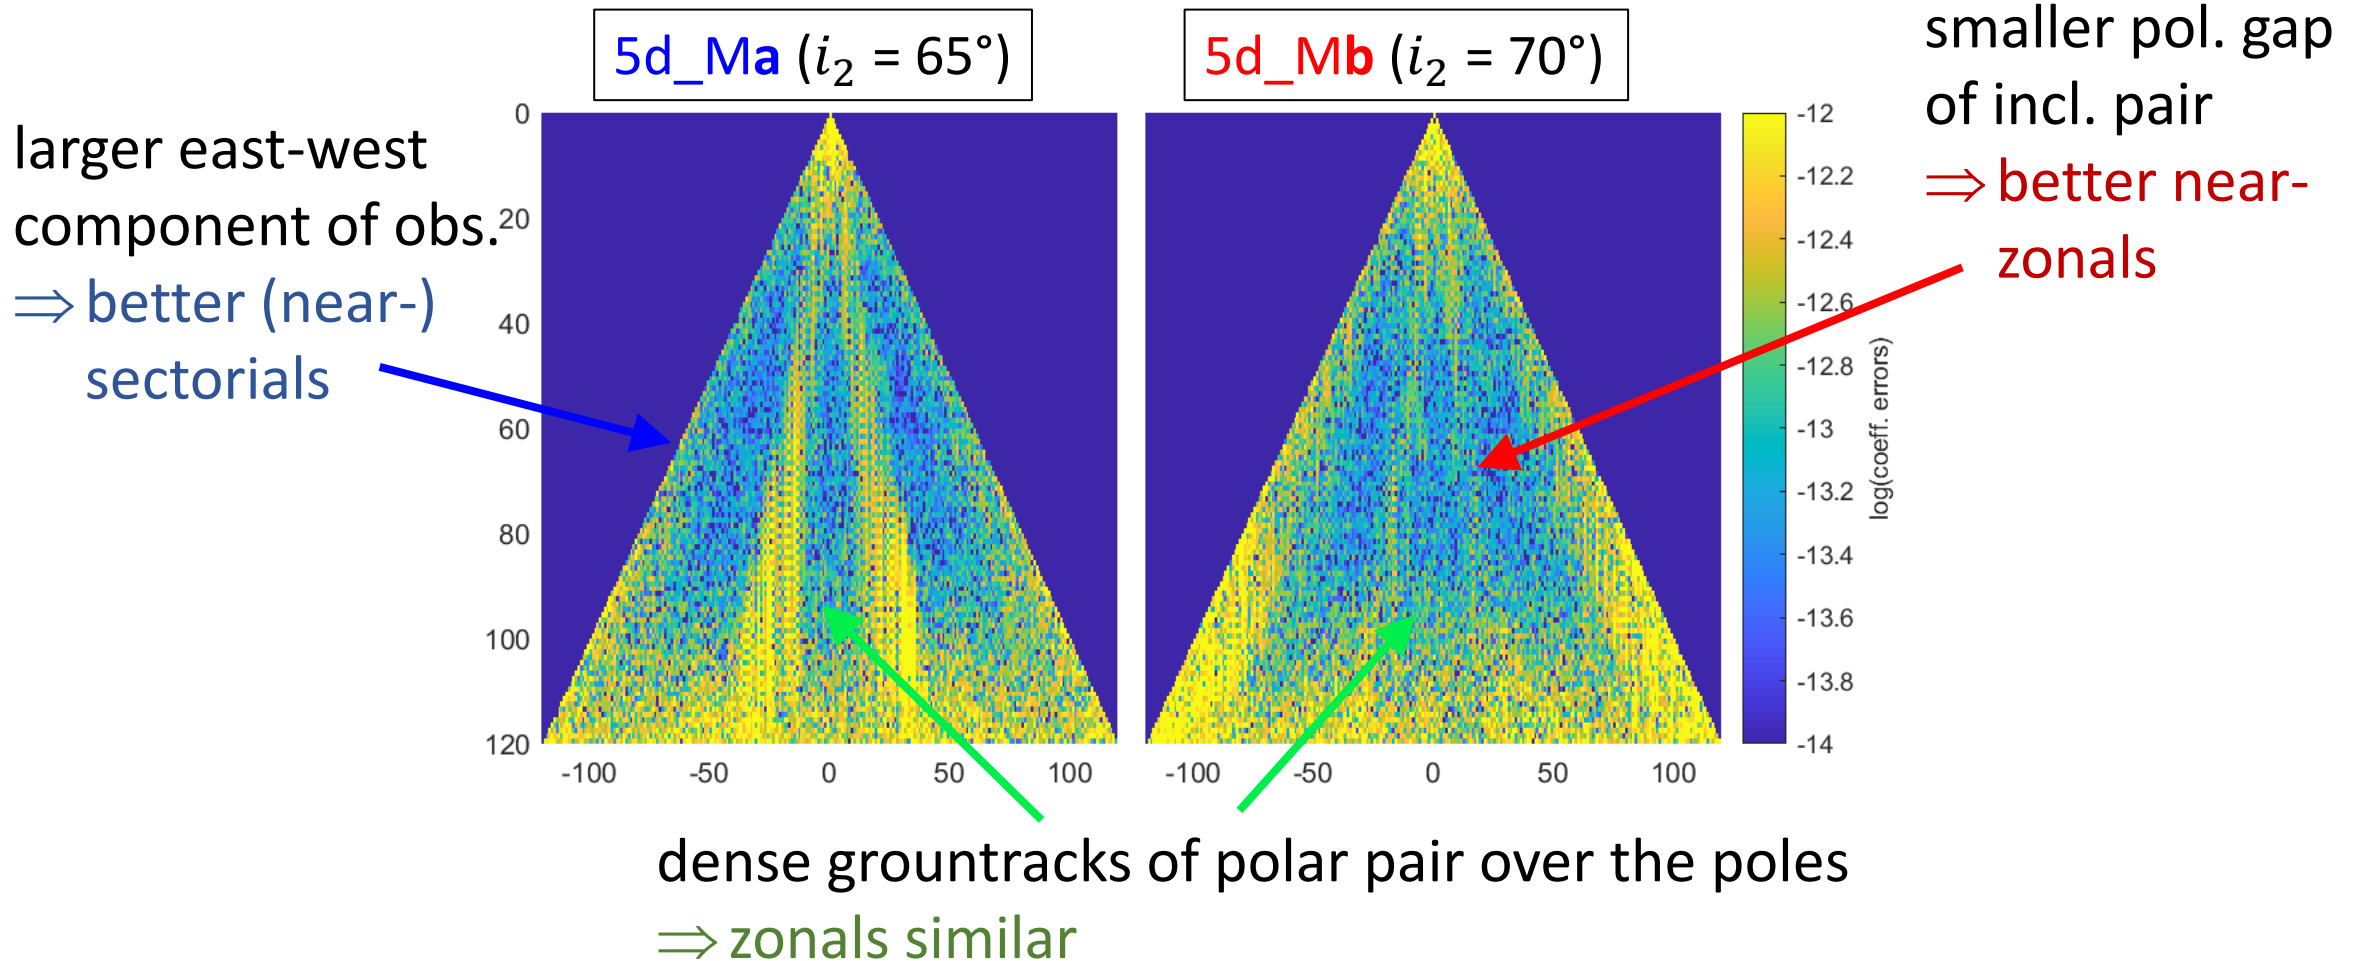 5d_Ma (i₂ = 65°)
5d_Mb (i₂ = 70°)
larger east-west
component of obs.
⇒ better (near-)
sectorials
smaller pol. gap
of incl. pair
⇒ better near-
zonals
0
20
40
60
80
100
120
-100 -50 0 50 100
-100 -50 0 50 100
-12
-12.2
-12.4
-12.6
-12.8
-13
-13.2
-13.4
-13.6
-13.8
-14
log(coeff. errors)
dense grountracks of polar pair over the poles
⇒ zonals similar